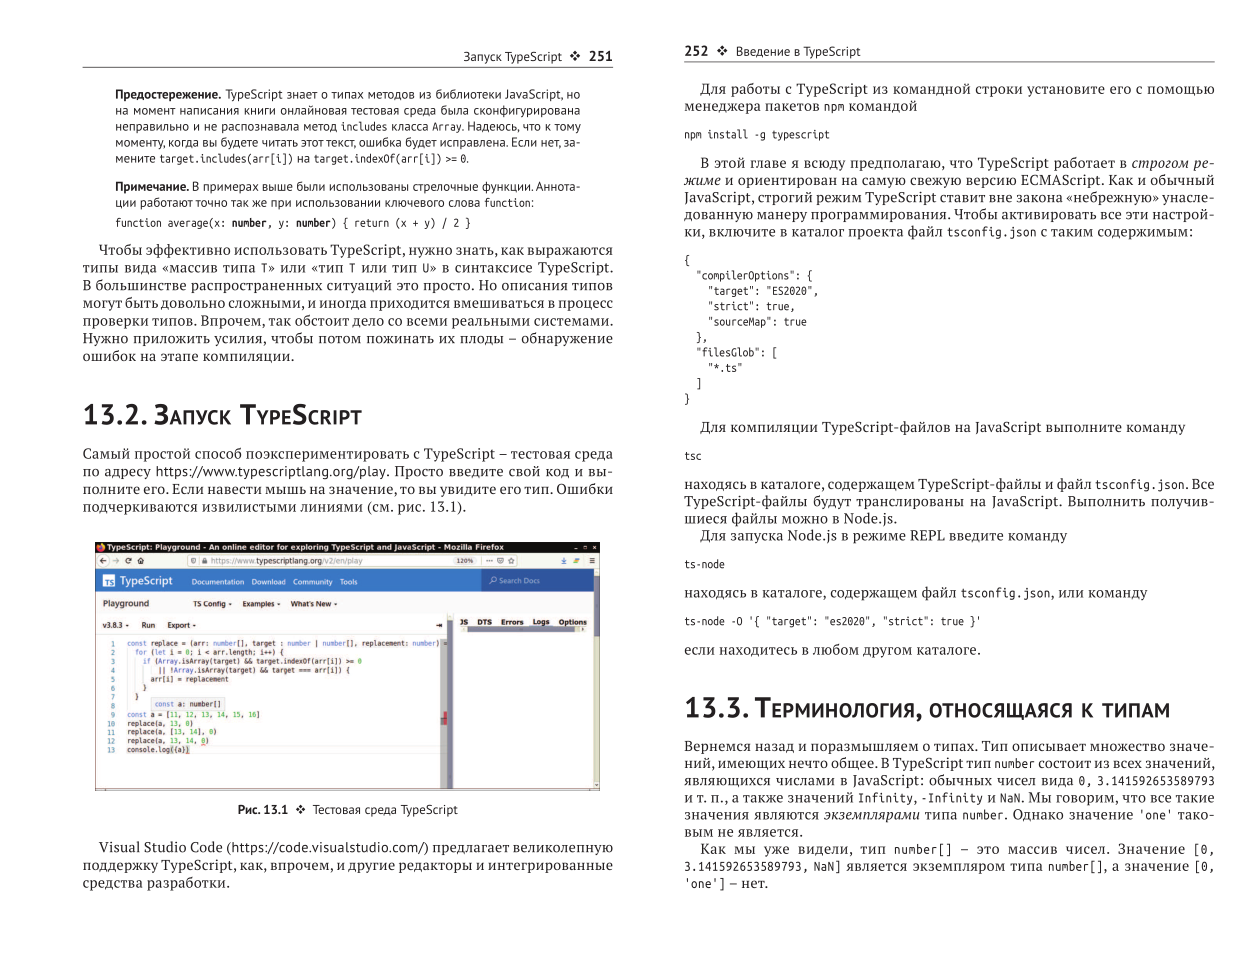 Запуск TypeScript ❖ 251
Предостережение. TypeScript знает о типах методов из библиотеки JavaScript, но
на момент написания книги онлайновая тестовая среда была сконфигурирована
неправильно и не распознавала метод includes класса Array. Надеюсь, что к тому
моменту, когда вы будете читать этот текст, ошибка будет исправлена. Если нет, за-
мените target.includes(arr[i]) на target.indexOf(arr[i]) >= 0.
Примечание. В примерах выше были использованы стрелочные функции. Аннота-
ции работают точно так же при использовании ключевого слова function:
function average(x: number, y: number) { return (x + y) / 2 }
Чтобы эффективно использовать TypeScript, нужно знать, как выражаются
типы вида «массив типа T» или «тип T или тип U» в синтаксисе TypeScript.
В большинстве распространенных ситуаций это просто. Но описания типов
могут быть довольно сложными, и иногда приходится вмешиваться в процесс
проверки типов. Впрочем, так обстоит дело со всеми реальными системами.
Нужно приложить усилия, чтобы потом пожинать их плоды – обнаружение
ошибок на этапе компиляции.
13.2. Запуск TypeScript
Самый простой способ поэкспериментировать с TypeScript – тестовая среда
по адресу https://www.typescriptlang.org/play. Просто введите свой код и вы-
полните его. Если навести мышь на значение, то вы увидите его тип. Ошибки
подчеркиваются извилистыми линиями (см. рис. 13.1).
TypeScript: Playground - An online editor for exploring TypeScript and JavaScript - Mozilla Firefox
https://www.typescriptlang.org/v2/en/play 120%
TS TypeScript Documentation Download Community Tools Search Docs
Playground TS Config Examples What's New
v3.8.3 Run Export JS DTS Errors Logs Options
1 const replace = (arr: number[], target : number | number[], replacement: number) =
2 for (let i = 0; i < arr.length; i++) {
3 if (Array.isArray(target) && target.indexOf(arr[i]) >= 0
4 || !Array.isArray(target) && target === arr[i]) {
5 arr[i] = replacement
6 }
7 }
8 const a: number[]
9 const a = [11, 12, 13, 14, 15, 16]
10 replace(a, 13, 0)
11 replace(a, [13, 14], 0)
12 replace(a, 13, 14, 0)
13 console.log({a})
Рис. 13.1 ❖ Тестовая среда TypeScript
Visual Studio Code (https://code.visualstudio.com/) предлагает великолепную
поддержку TypeScript, как, впрочем, и другие редакторы и интегрированные
средства разработки.
252 ❖ Введение в TypeScript
Для работы с TypeScript из командной строки установите его с помощью
менеджера пакетов npm командой
npm install -g typescript
В этой главе я всюду предполагаю, что TypeScript работает в строгом ре-
жиме и ориентирован на самую свежую версию ECMAScript. Как и обычный
JavaScript, строгий режим TypeScript ставит вне закона «небрежную» унасле-
дованную манеру программирования. Чтобы активировать все эти настрой-
ки, включите в каталог проекта файл tsconfig.json с таким содержимым:
{
"compilerOptions": {
"target": "ES2020",
"strict": true,
"sourceMap": true
},
"filesGlob": [
"*.ts"
]
}
Для компиляции TypeScript-файлов на JavaScript выполните команду
tsc
находясь в каталоге, содержащем TypeScript-файлы и файл tsconfig.json. Все
TypeScript-файлы будут транслированы на JavaScript. Выполнить получив-
шиеся файлы можно в Node.js.
Для запуска Node.js в режиме REPL введите команду
ts-node
находясь в каталоге, содержащем файл tsconfig.json, или команду
ts-node -O '{ "target": "es2020", "strict": true }'
если находитесь в любом другом каталоге.
13.3. Терминология, относящаяся к типам
Вернемся назад и поразмышляем о типах. Тип описывает множество значе-
ний, имеющих нечто общее. В TypeScript тип number состоит из всех значений,
являющихся числами в JavaScript: обычных чисел вида 0, 3.141592653589793
и т. п., а также значений Infinity, -Infinity и NaN. Мы говорим, что все такие
значения являются экземплярами типа number. Однако значение 'one' тако-
вым не является.
Как мы уже видели, тип number[] – это массив чисел. Значение [0,
3.141592653589793, NaN] является экземпляром типа number[], а значение [0,
'one'] – нет.